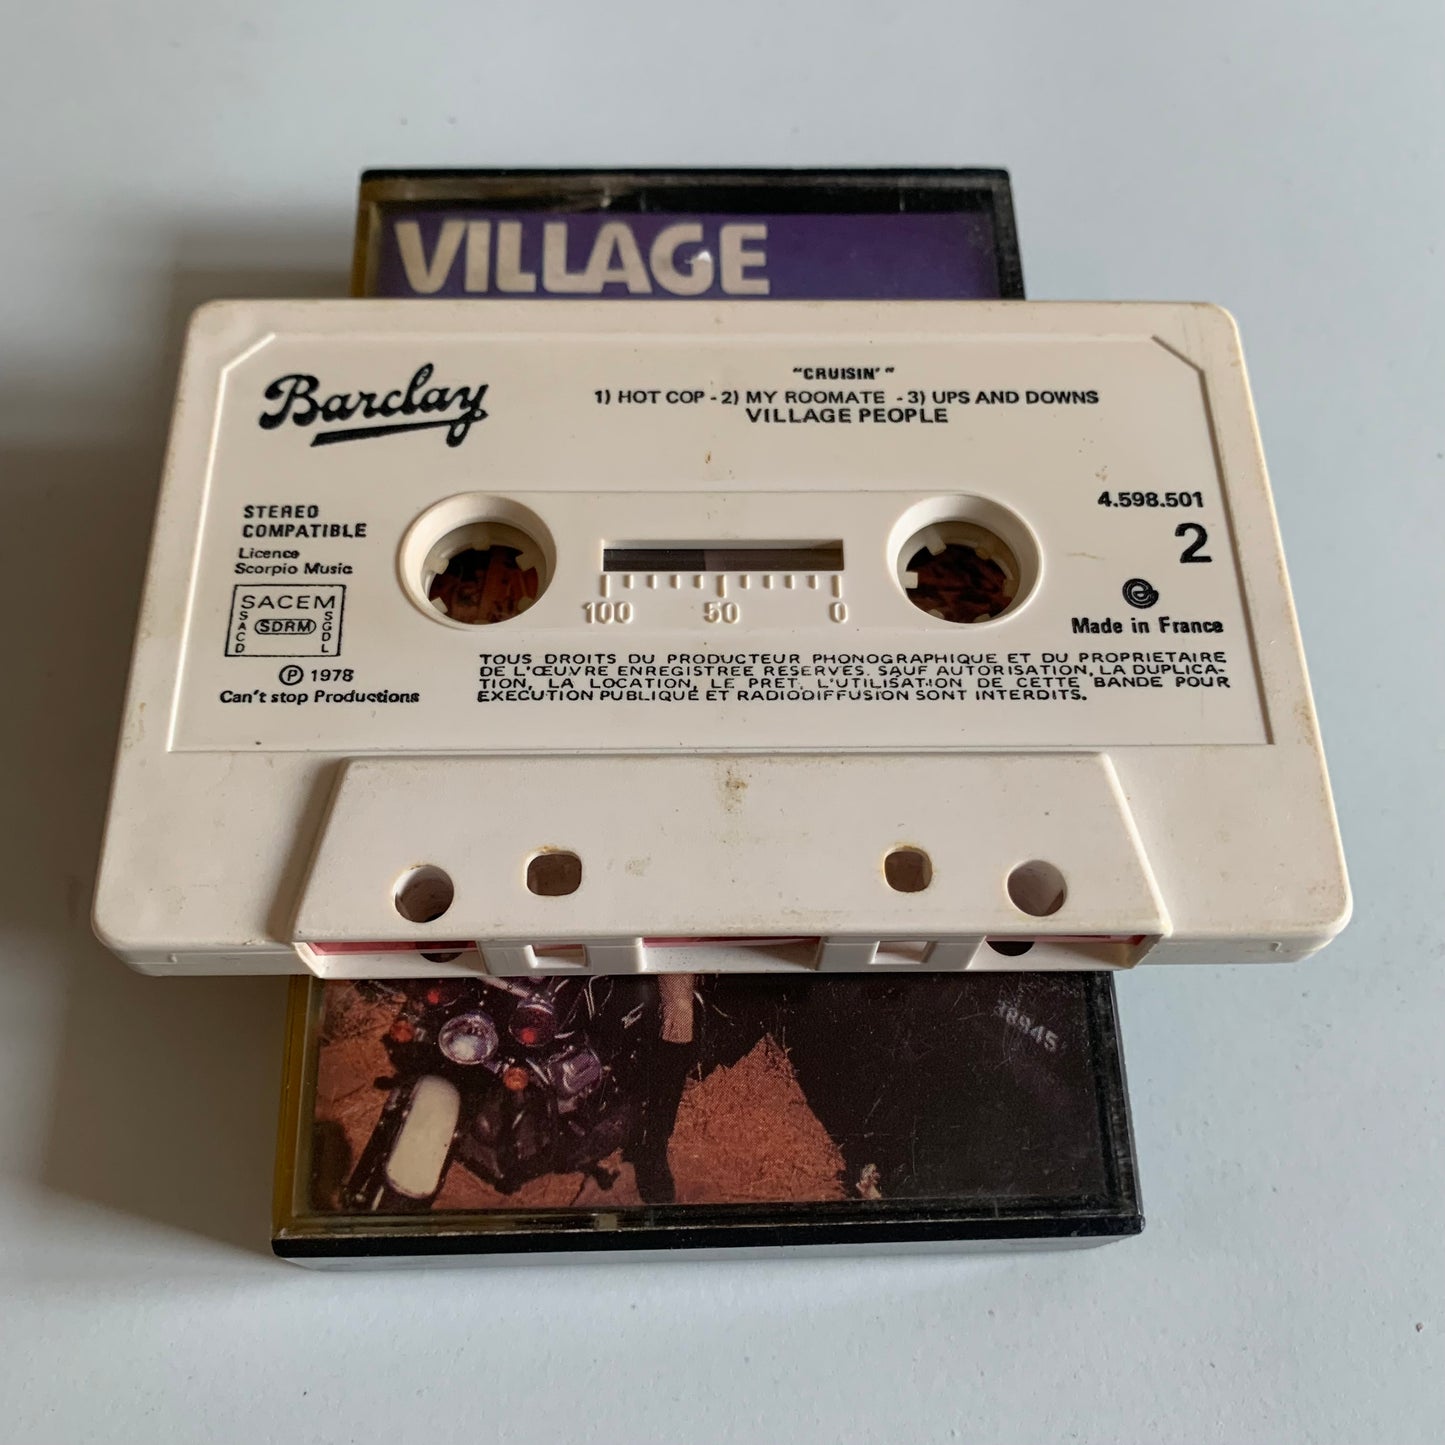 VILLAGE
Barclay
"CRUISIN'"
1) HOT COP - 2) MY ROOMATE - 3) UPS AND DOWNS
VILLAGE PEOPLE
STEREO
COMPATIBLE
Licence
Scorpio Music
SACEM
SACD
SDRM
SGDL
Ⓟ 1978
Can't stop Productions
100 50 0
4.598.501
2
Made in France
TOUS DROITS DU PRODUCTEUR PHONOGRAPHIQUE ET DU PROPRIETAIRE
DE L'ŒUVRE ENREGISTREE RESERVES. SAUF AUTORISATION, LA DUPLICA-
TION, LA LOCATION, LE PRET, L'UTILISATION DE CETTE BANDE POUR
EXECUTION PUBLIQUE ET RADIODIFFUSION SONT INTERDITS.